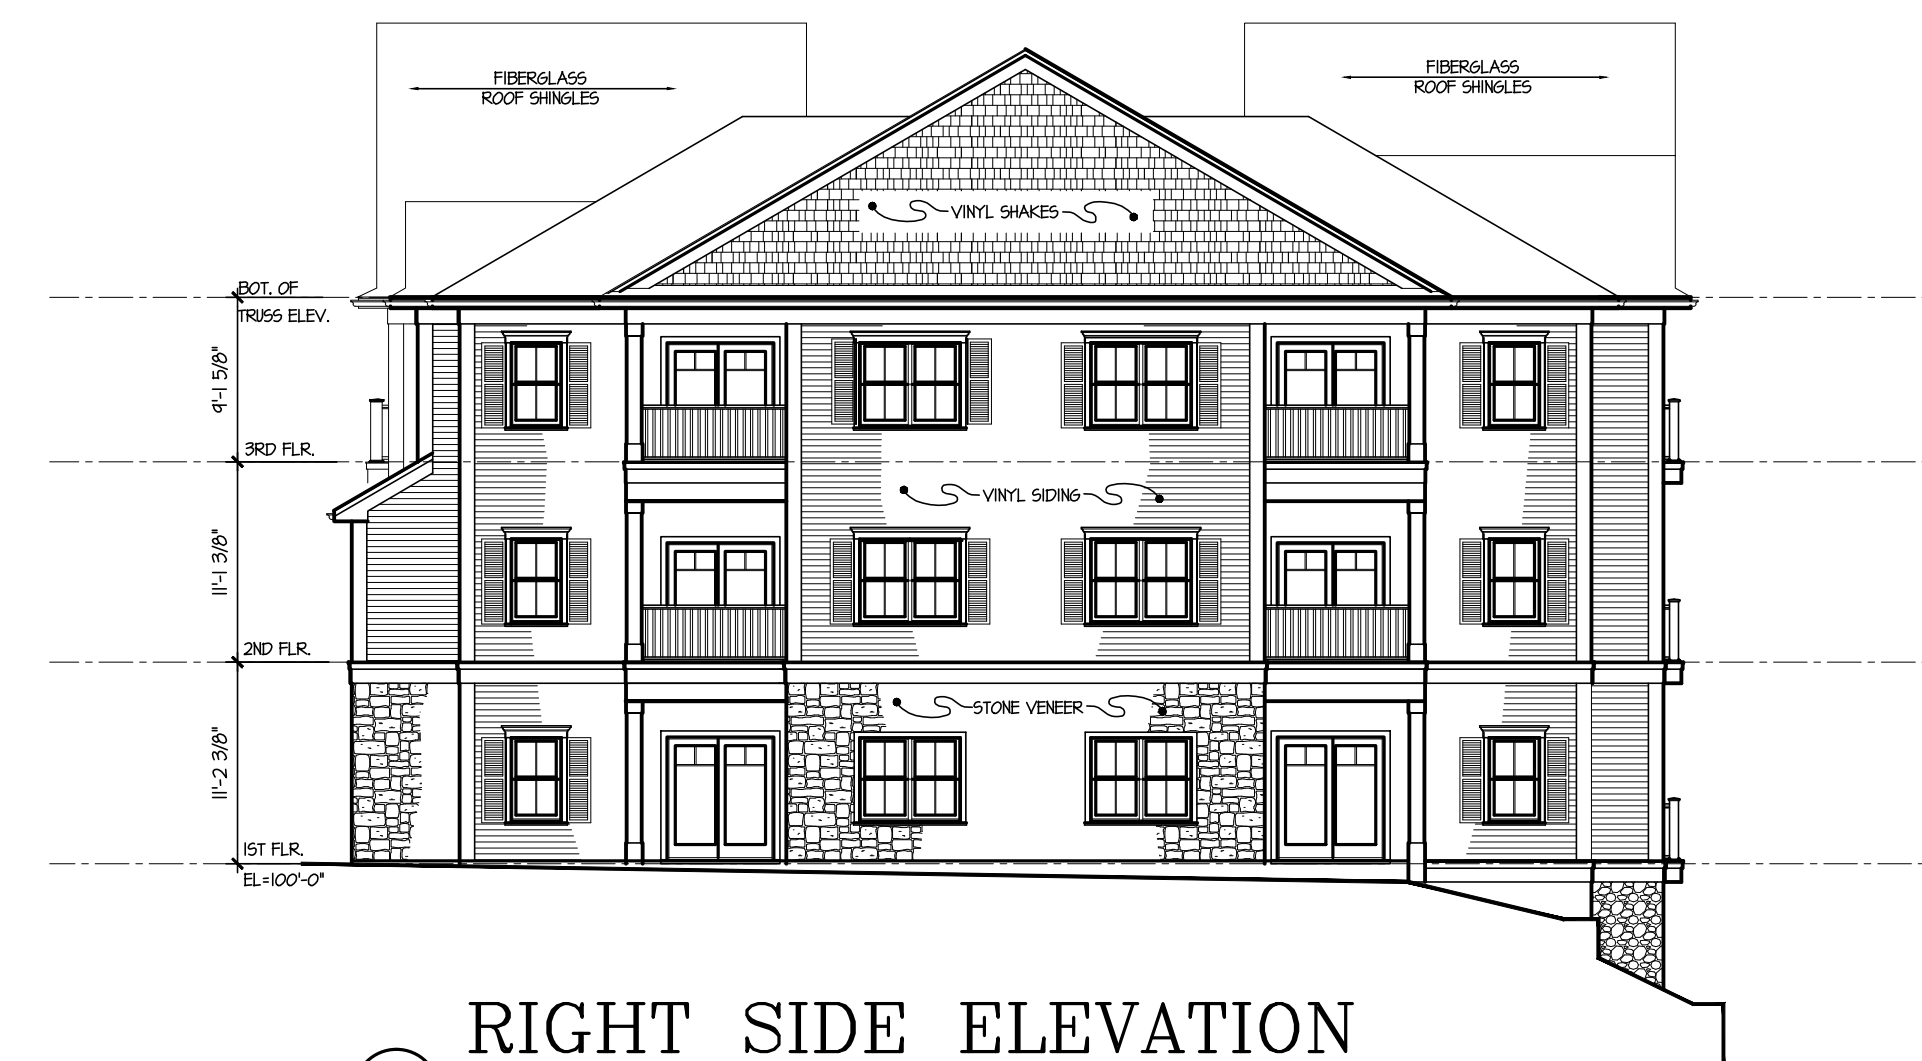 FIBERGLASS
ROOF SHINGLES
FIBERGLASS
ROOF SHINGLES
VINYL SHAKES
BOT. OF
TRUSS ELEV.
9'-1 5/8"
3RD FLR.
VINYL SIDING
11'-1 3/8"
2ND FLR.
STONE VENEER
11'-2 3/8"
1ST FLR.
EL=100'-0"
RIGHT SIDE ELEVATION